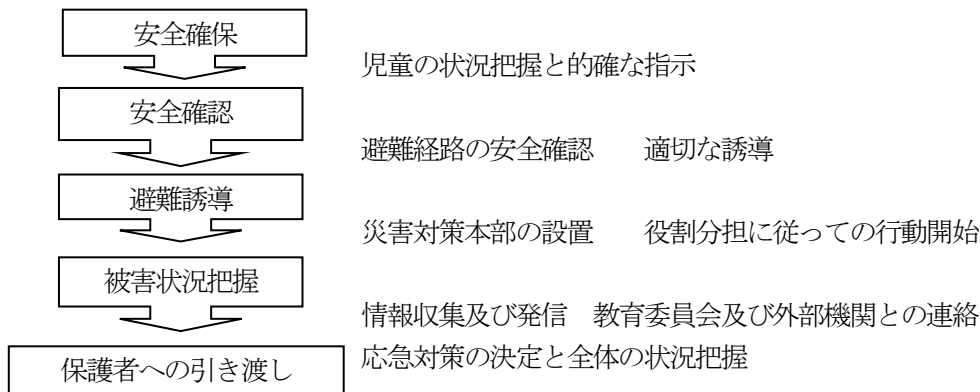 安全確保
児童の状況把握と的確な指示
安全確認
避難経路の安全確認　　適切な誘導
避難誘導
災害対策本部の設置　　役割分担に従っての行動開始
被害状況把握
情報収集及び発信　教育委員会及び外部機関との連絡
応急対策の決定と全体の状況把握
保護者への引き渡し